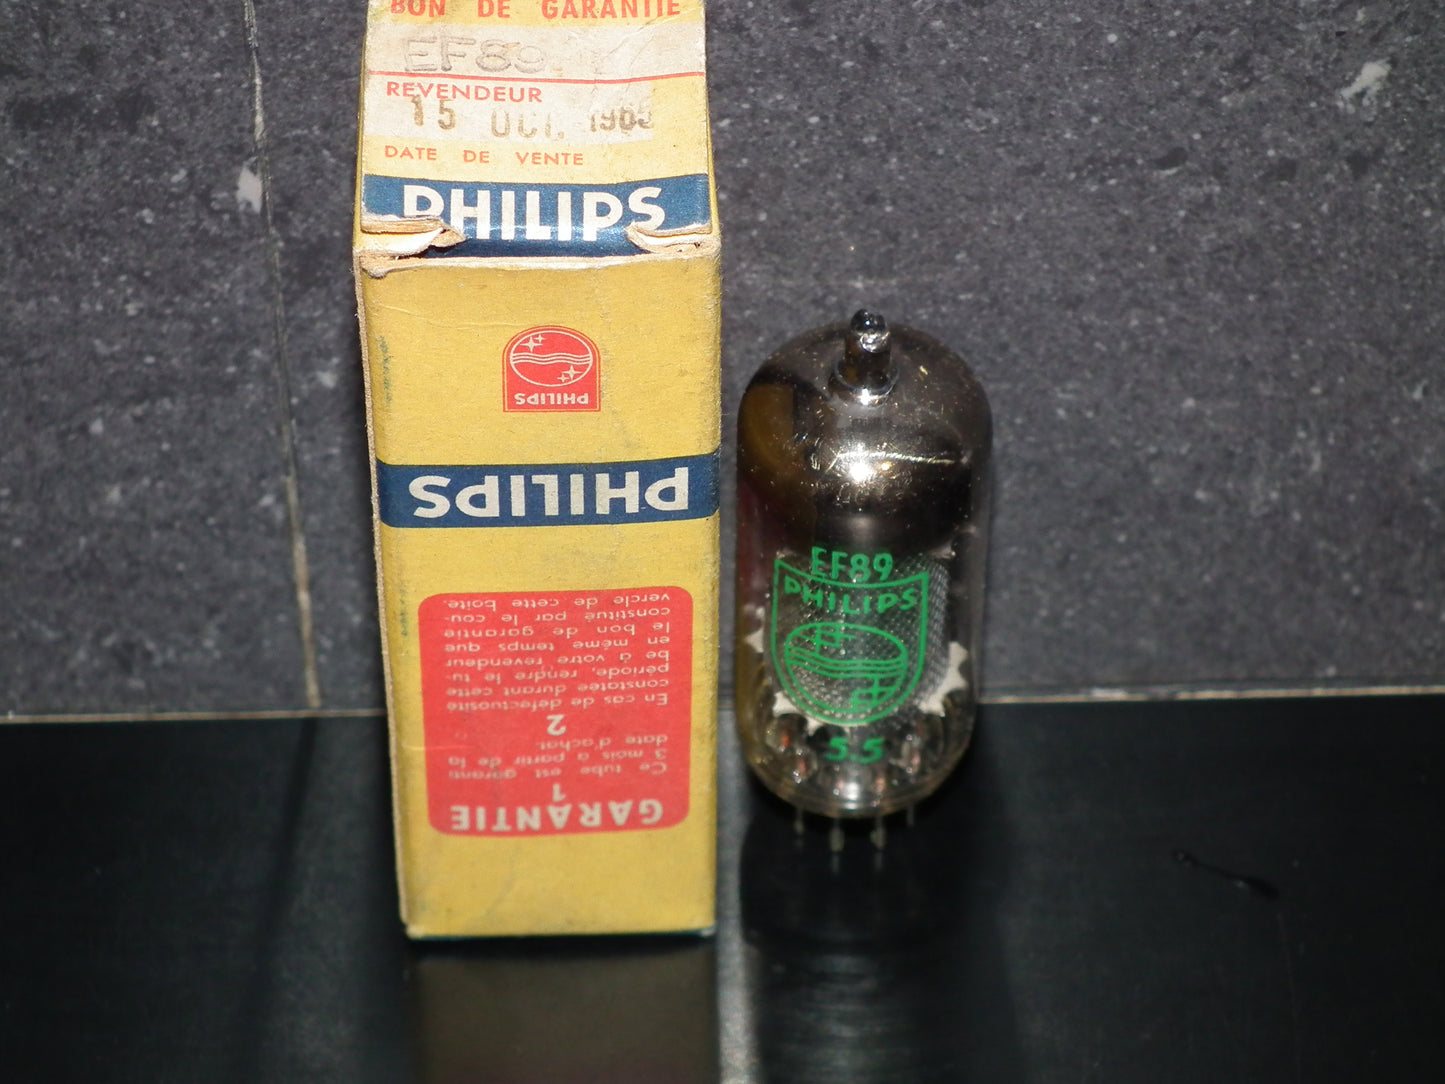 BON DE GARANTIE
EF89
REVENDEUR
15 OCT. 1965
DATE DE VENTE
PHILIPS
PHILIPS
PHILIPS
GARANTIE
1
Ce tube est garanti
3 mois a partir de la
date d'achat.
2
En cas de défectuosité
constatée durant cette
période, rendre le tu-
be à votre revendeur
en même temps que
le bon de garantie
constitué par le cou-
vercle de cette boite.
EF89
PHILIPS
55